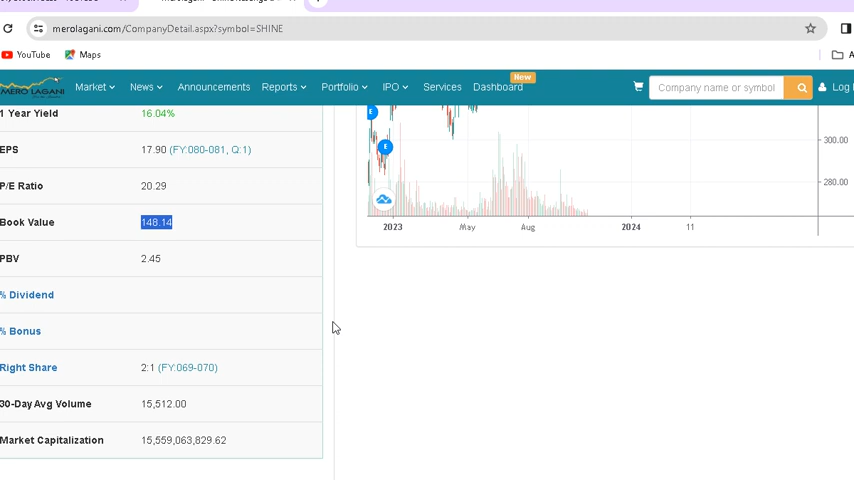 merolagani.com/CompanyDetail.aspx?symbol=SHINE
YouTube
Maps
MERO LAGANI
Market
News
Announcements
Reports
Portfolio
IPO
Services
Dashboard
New
Company name or symbol
Log
1 Year Yield 16.04%
EPS 17.90 (FY:080-081, Q:1)
P/E Ratio 20.29
Book Value 148.14
PBV 2.45
% Dividend
% Bonus
Right Share 2:1 (FY:069-070)
30-Day Avg Volume 15,512.00
Market Capitalization 15,559,063,829.62
E
E
300.00
280.00
2023 May Aug 2024 11